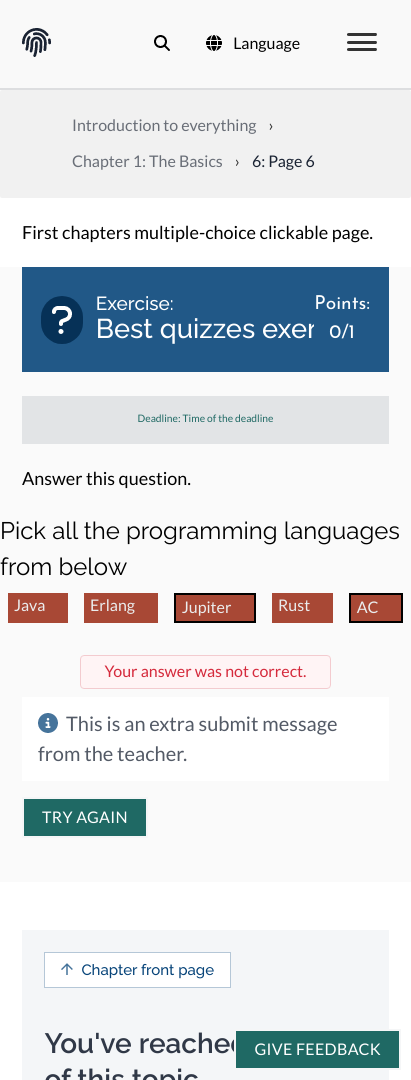 Language
Introduction to everything ›
Chapter 1: The Basics › 6: Page 6
First chapters multiple-choice clickable page.
Exercise:
Best quizzes exer
Points:
0/1
Deadline: Time of the deadline
Answer this question.
Pick all the programming languages
from below
Java Erlang Jupiter Rust AC
Your answer was not correct.
This is an extra submit message
from the teacher.
TRY AGAIN
Chapter front page
You've reached
of this topic
GIVE FEEDBACK